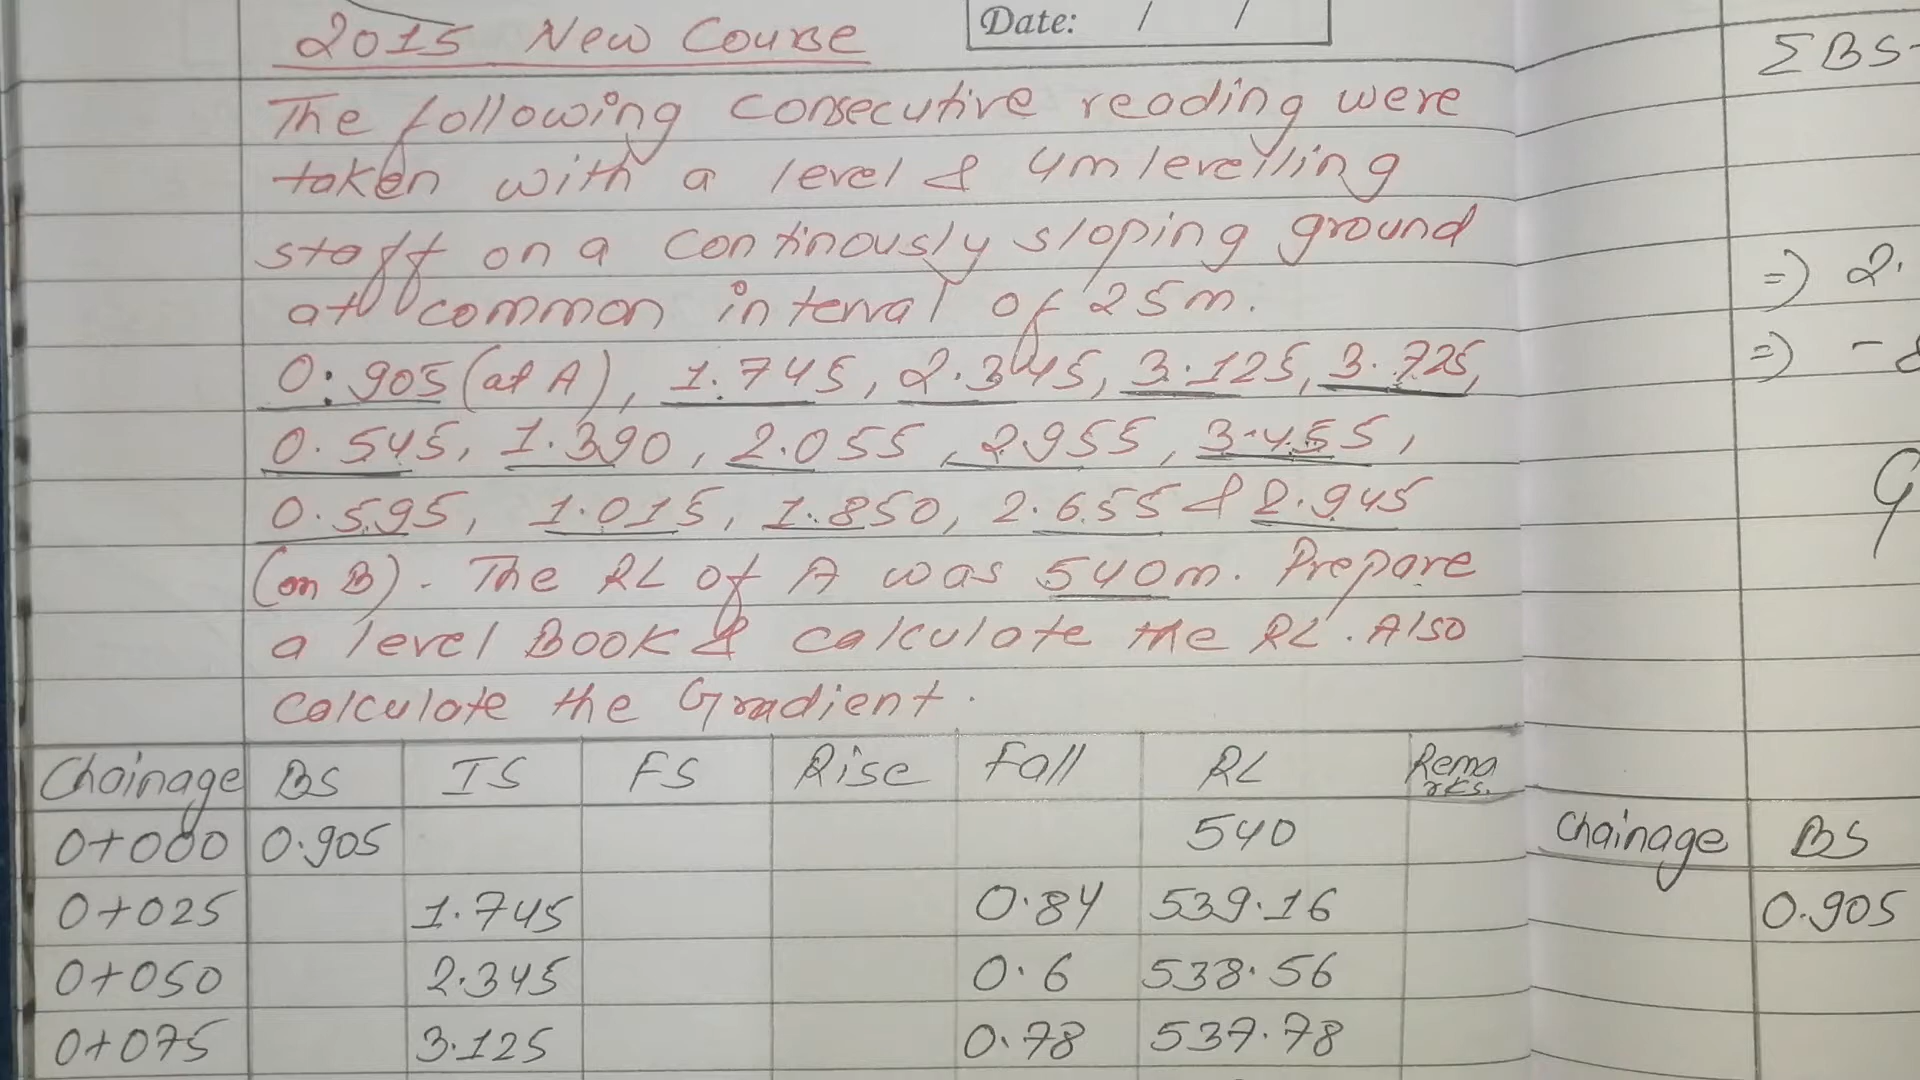 2015 New Course
Date: / /
The following consecutive reading were
taken with a level & 4m levelling
staff on a continously sloping ground
at common interval of 25m.
0.905 (at A), 1.745, 2.345, 3.125, 3.725,
0.545, 1.390, 2.055, 2.955, 3.455,
0.595, 1.015, 1.850, 2.655 & 2.945
(on B). The RL of A was 540m. Prepare
a level Book & calculate the RL. Also
calculate the Gradient.
Chainage BS IS FS Rise Fall RL Remarks.
0+000 0.905 540
0+025 1.745 0.84 539.16
0+050 2.345 0.6 538.56
0+075 3.125 0.78 537.78
ΣBS-
=) 2.
=) -
G
Chainage BS
0.905